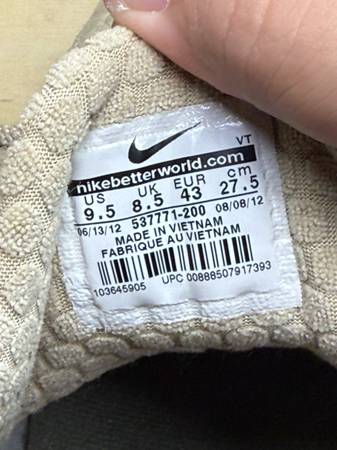 VT
nikebetterworld.com
US UK EUR cm
9.5 8.5 43 27.5
06/13/12 537771-200 08/08/12
MADE IN VIETNAM
FABRIQUE AU VIETNAM
103645905 UPC 00888507917393